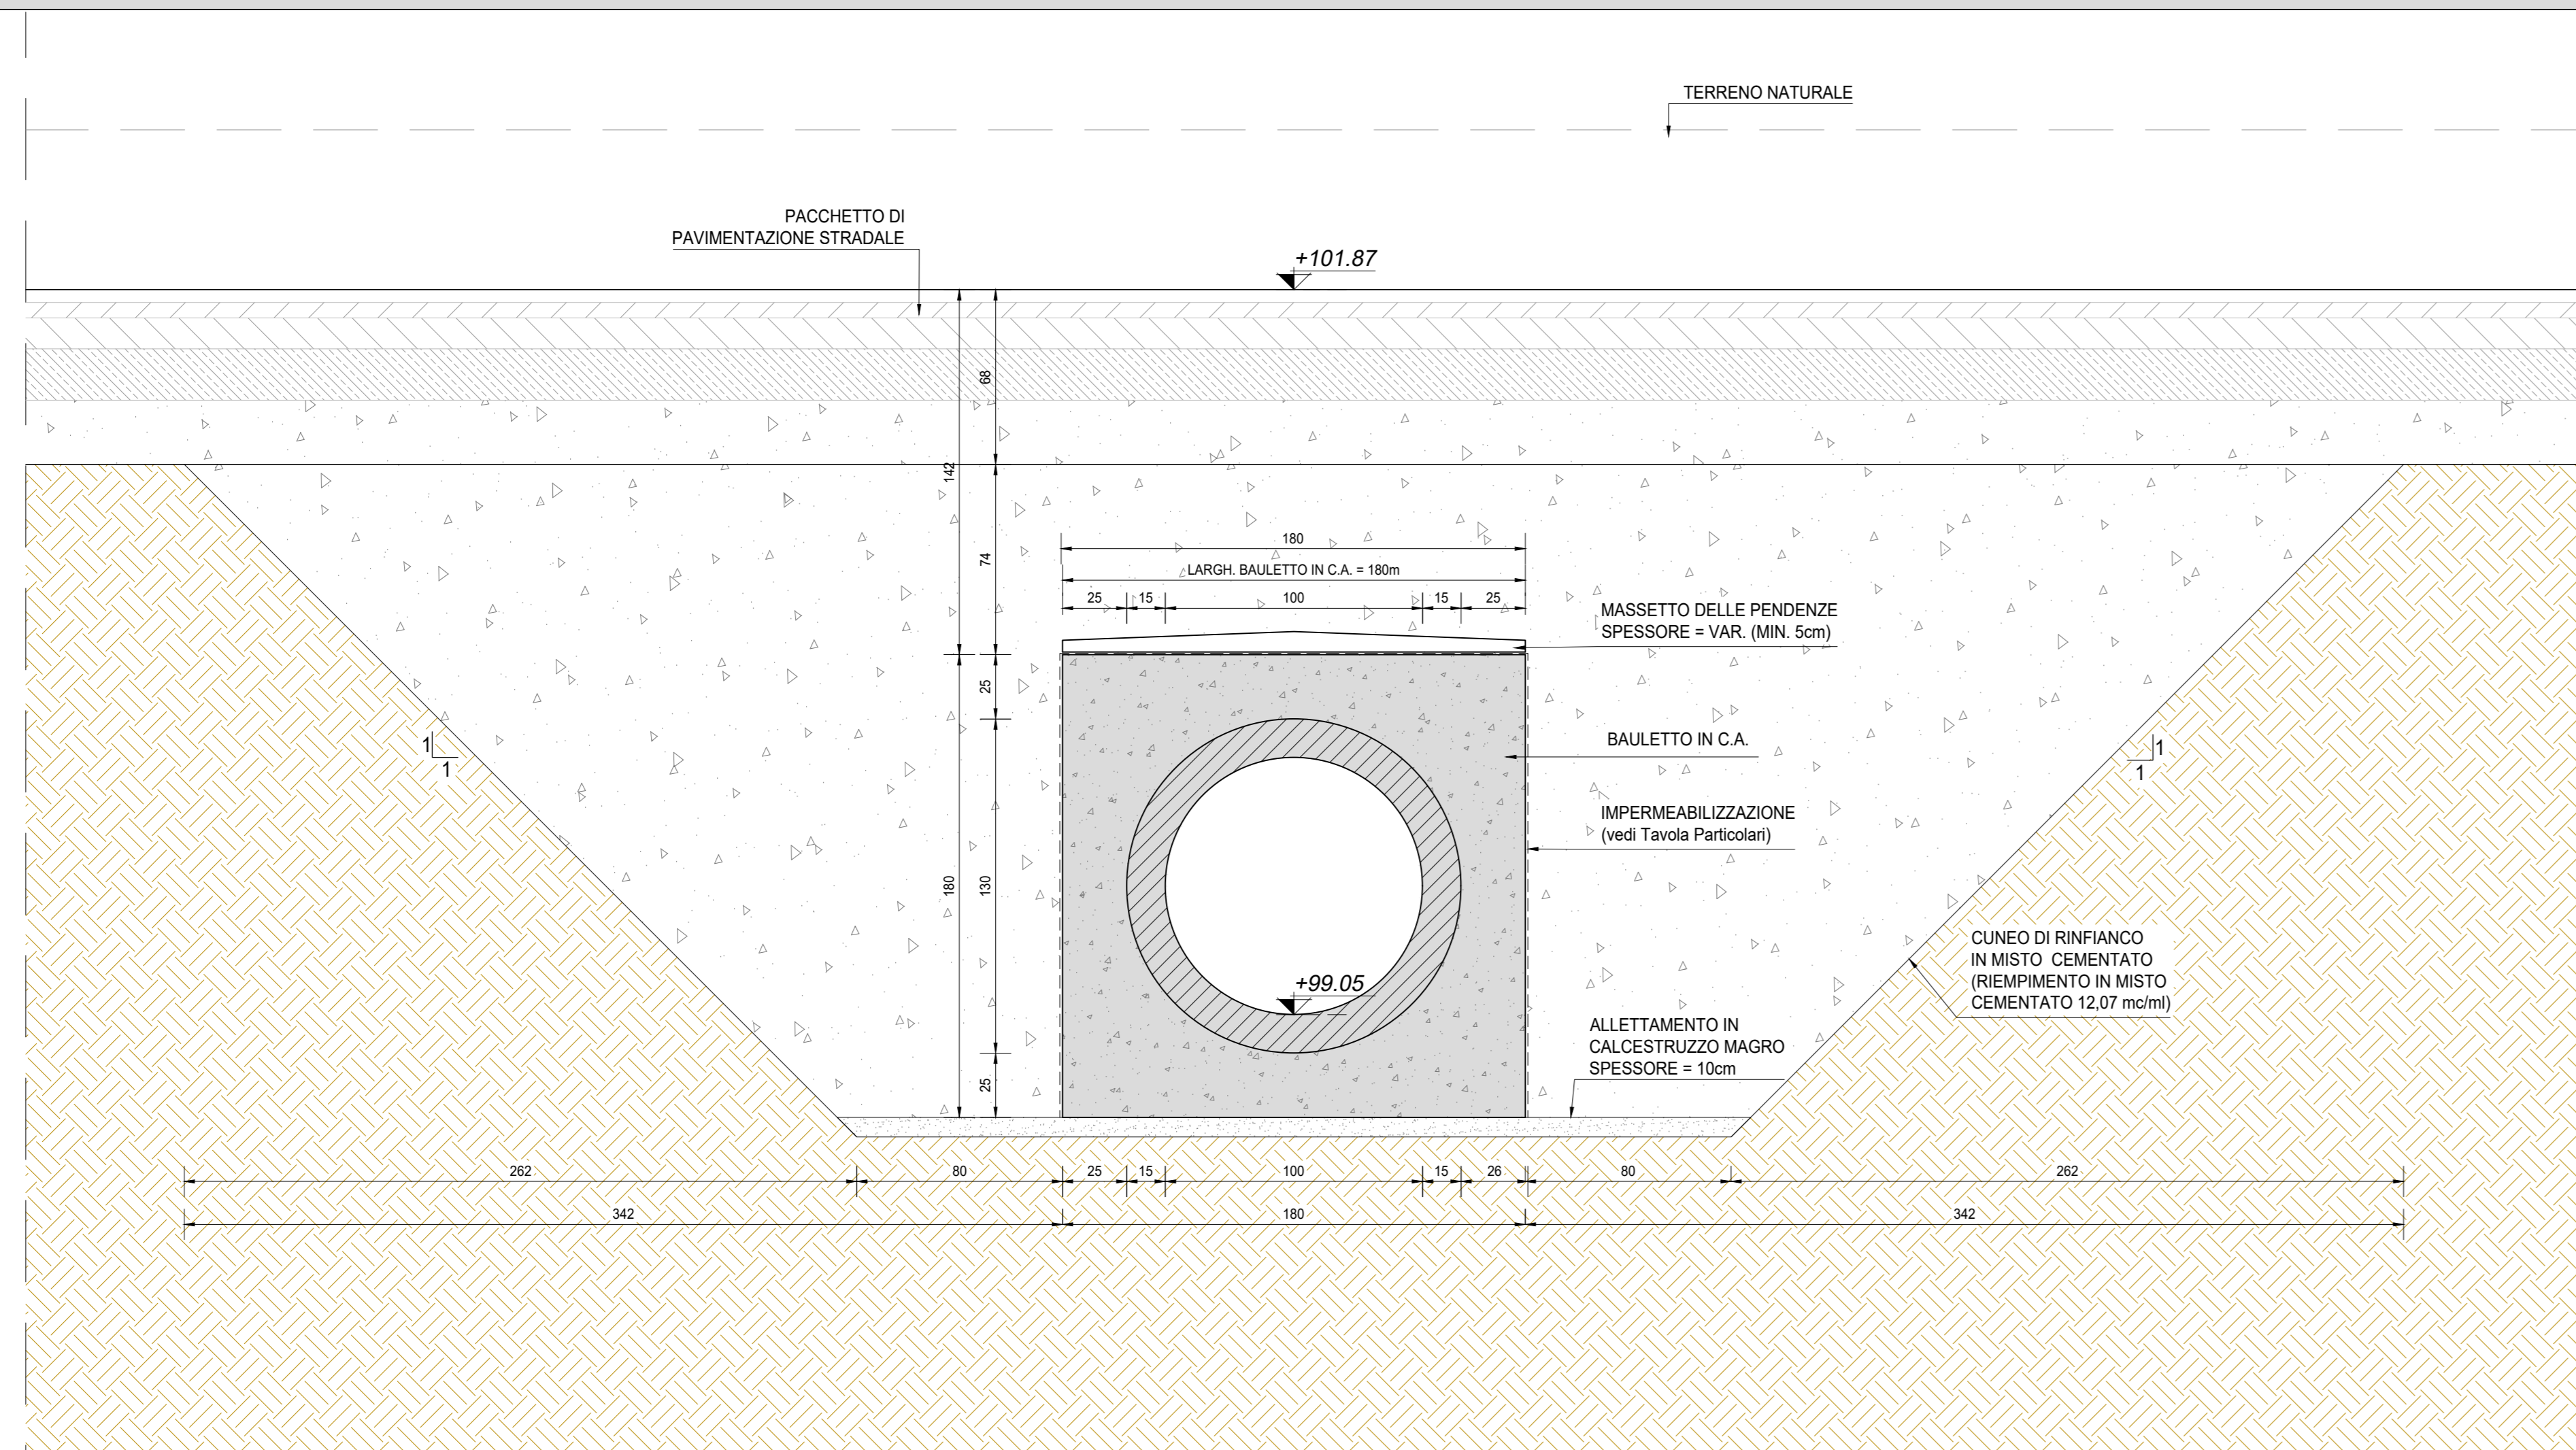 TERRENO NATURALE
PACCHETTO DI
PAVIMENTAZIONE STRADALE
+101.87
68
142
74
180
LARGH. BAULETTO IN C.A. = 180m
25 15 100 15 25
MASSETTO DELLE PENDENZE
SPESSORE = VAR. (MIN. 5cm)
25
1
1
BAULETTO IN C.A.
1
1
IMPERMEABILIZZAZIONE
(vedi Tavola Particolari)
180
130
CUNEO DI RINFIANCO
IN MISTO CEMENTATO
(RIEMPIMENTO IN MISTO
CEMENTATO 12,07 mc/ml)
+99.05
ALLETTAMENTO IN
CALCESTRUZZO MAGRO
SPESSORE = 10cm
25
262 80 25 15 100 15 26 80 262
342 180 342